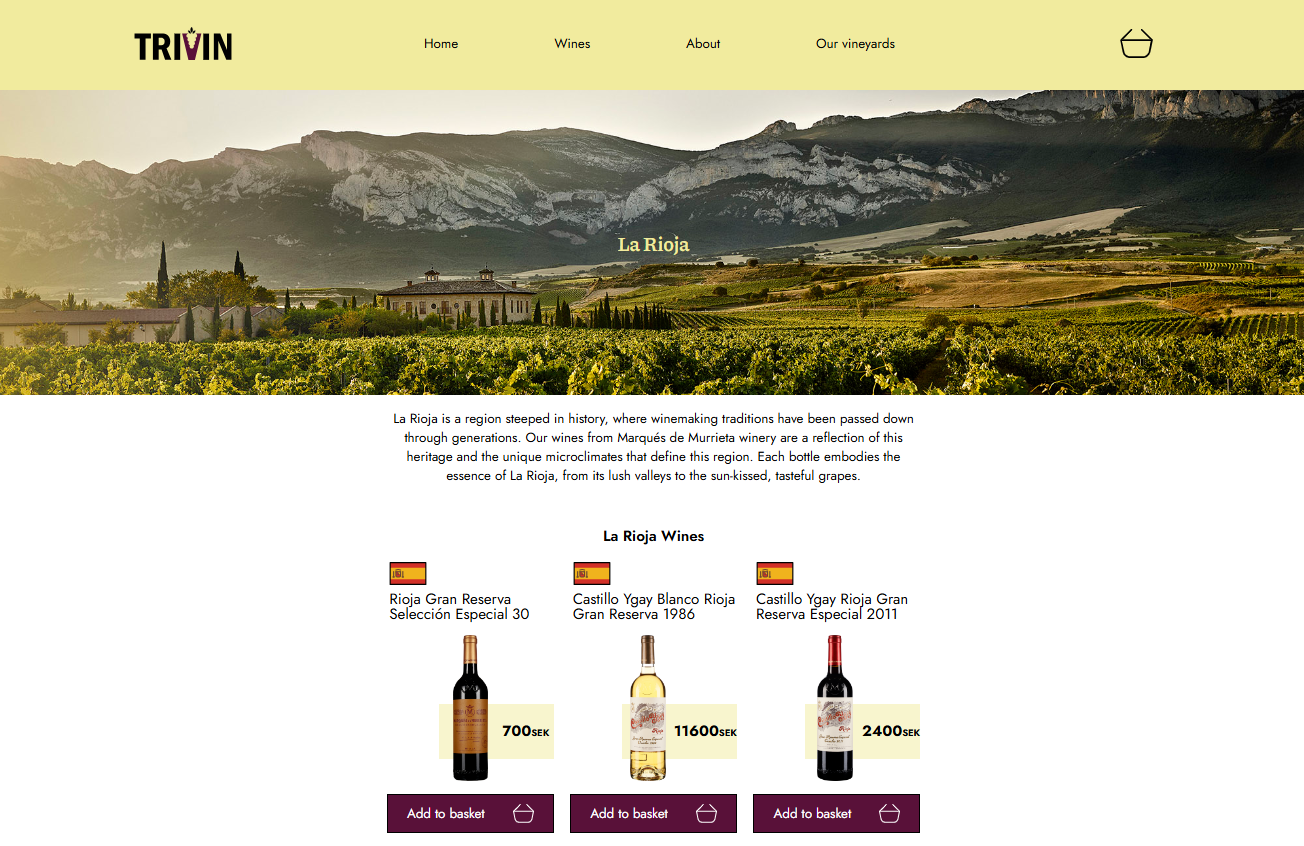 TRIVIN
Home
Wines
About
Our vineyards
La Rioja
La Rioja is a region steeped in history, where winemaking traditions have been passed down
through generations. Our wines from Marqués de Murrieta winery are a reflection of this
heritage and the unique microclimates that define this region. Each bottle embodies the
essence of La Rioja, from its lush valleys to the sun-kissed, tasteful grapes.
La Rioja Wines
Rioja Gran Reserva
Selección Especial 30
700SEK
Add to basket
Castillo Ygay Blanco Rioja
Gran Reserva 1986
Rioja
11600SEK
Add to basket
Castillo Ygay Rioja Gran
Reserva Especial 2011
Rioja
2400SEK
Add to basket